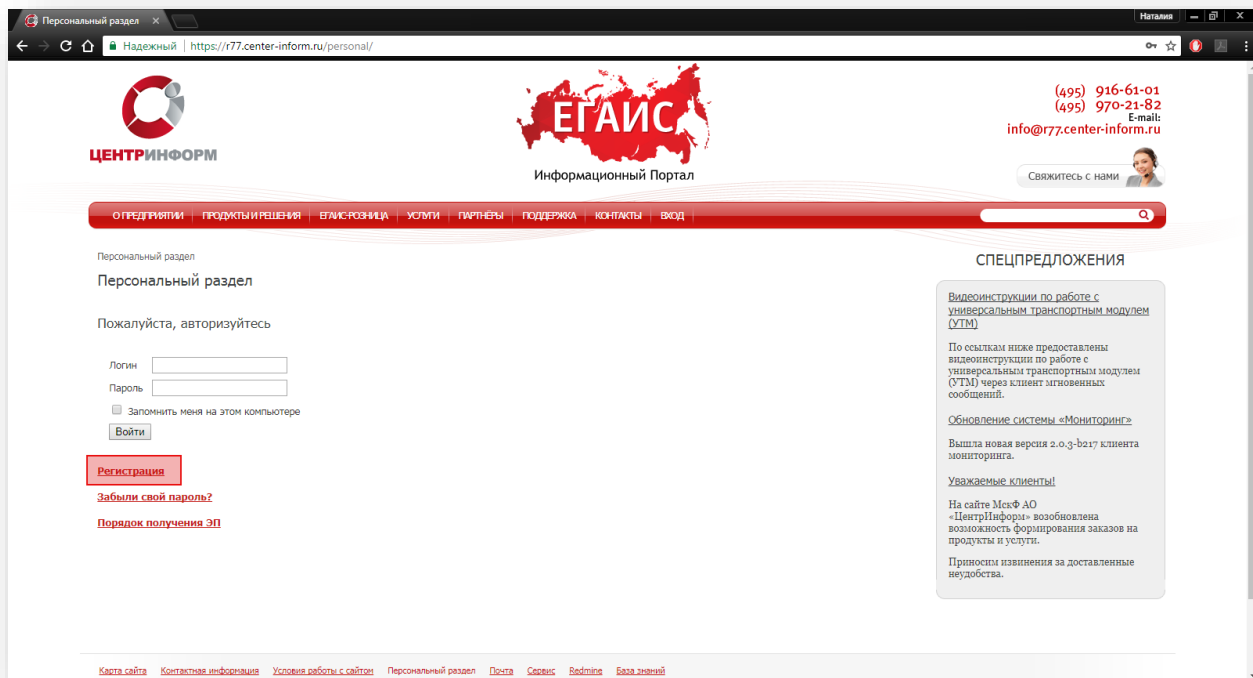 Персональный раздел
Наталия
Надежный | https://r77.center-inform.ru/personal/
ЦЕНТРИНФОРМ
ЕГАИС
Информационный Портал
(495) 916-61-01
(495) 970-21-82
E-mail:
info@r77.center-inform.ru
Свяжитесь с нами
О ПРЕДПРИЯТИИ ПРОДУКТЫ И РЕШЕНИЯ ЕГАИС-РОЗНИЦА УСЛУГИ ПАРТНЁРЫ ПОДДЕРЖКА КОНТАКТЫ ВХОД
Персональный раздел
Персональный раздел
Пожалуйста, авторизуйтесь
Логин
Пароль
Запомнить меня на этом компьютере
Войти
Регистрация
Забыли свой пароль?
Порядок получения ЭП
СПЕЦПРЕДЛОЖЕНИЯ
Видеоинструкции по работе с
универсальным транспортным модулем
(УТМ)
По ссылкам ниже предоставлены
видеоинструкции по работе с
универсальным транспортным модулем
(УТМ) через клиент мгновенных
сообщений.
Обновление системы «Мониторинг»
Вышла новая версия 2.0.3-b217 клиента
мониторинга.
Уважаемые клиенты!
На сайте МскФ АО
«ЦентрИнформ» возобновлена
возможность формирования заказов на
продукты и услуги.
Приносим извинения за доставленные
неудобства.
Карта сайта Контактная информация Условия работы с сайтом Персональный раздел Почта Сервис Redmine База знаний